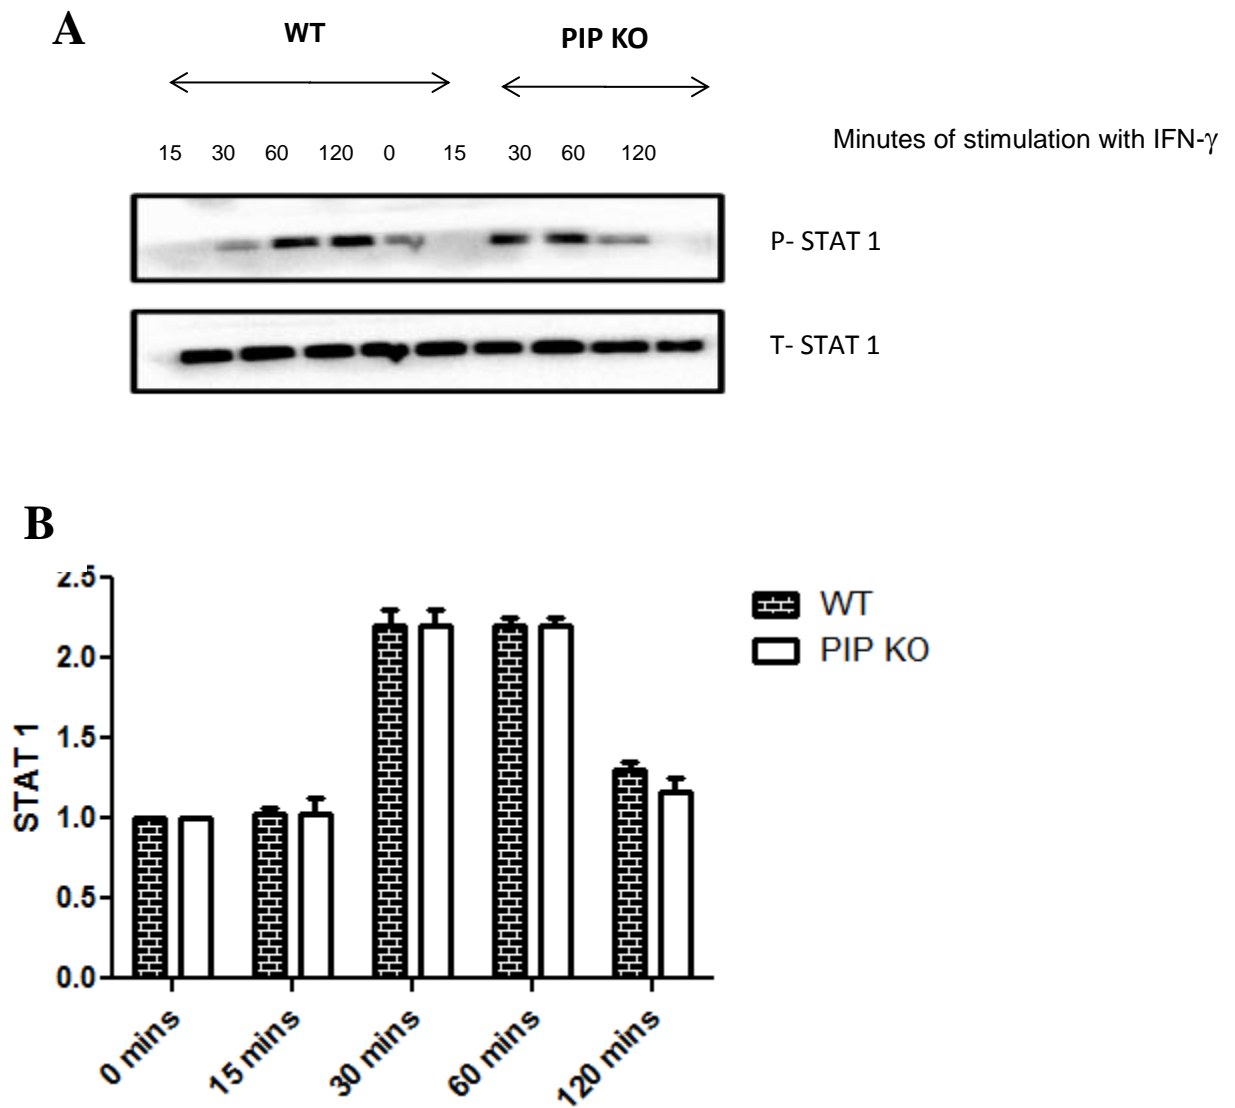 A
WT
PIP KO
15 30 60 120 0 15 30 60 120
Minutes of stimulation with IFN-γ
P- STAT 1
T- STAT 1
B
2.5
2.0
1.5
1.0
0.5
0.0
STAT 1
WT
PIP KO
0 mins
15 mins
30 mins
60 mins
120 mins